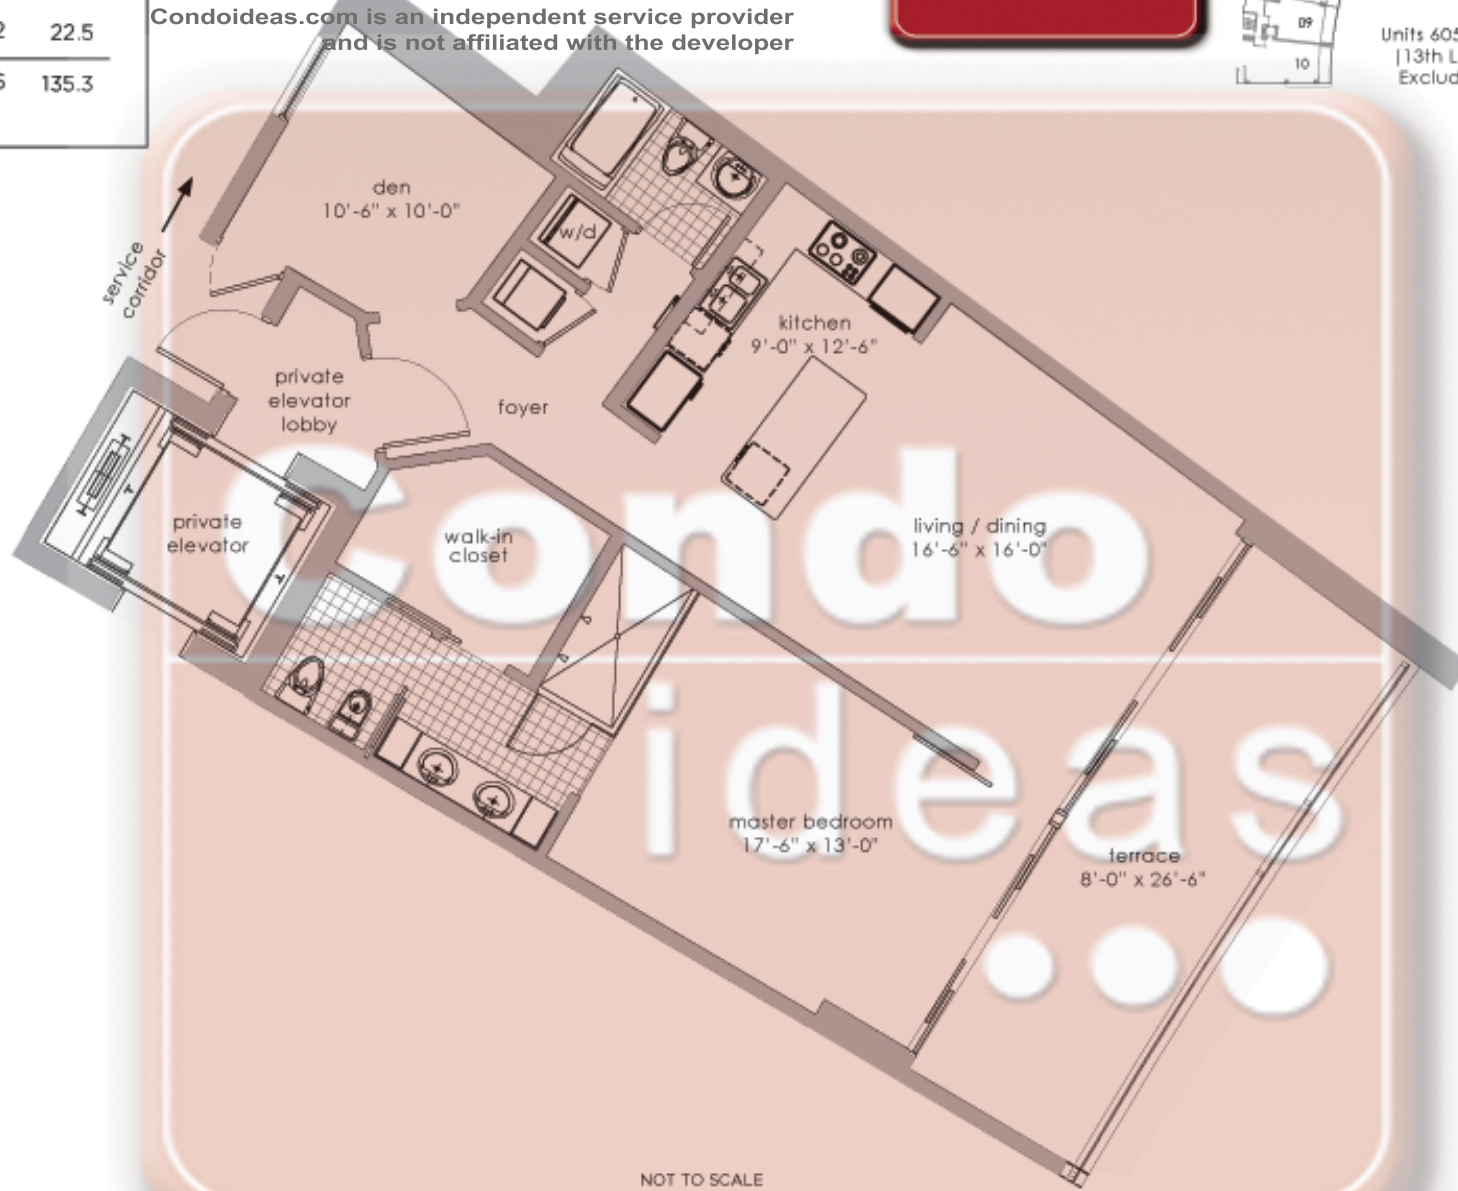 Condoideas.com is an independent service provider
and is not affiliated with the developer
22.5
135.3
09
10
Units 605
(13th L
Exclud
den
10'-6" x 10'-0"
w/d
service
corridor
kitchen
9'-0" x 12'-6"
private
elevator
lobby
foyer
private
elevator
walk-in
closet
living / dining
16'-6" x 16'-0"
Condo
ideas
master bedroom
17'-6" x 13'-0"
terrace
8'-0" x 26'-6"
NOT TO SCALE